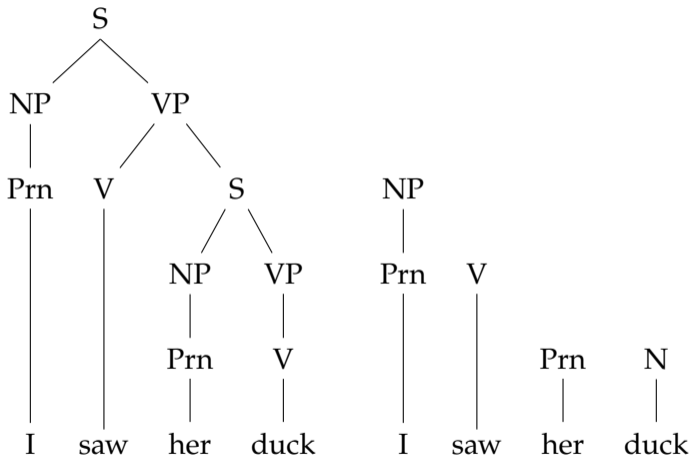 S
NP VP
Prn V S NP
NP VP Prn V
Prn V Prn N
I saw her duck I saw her duck